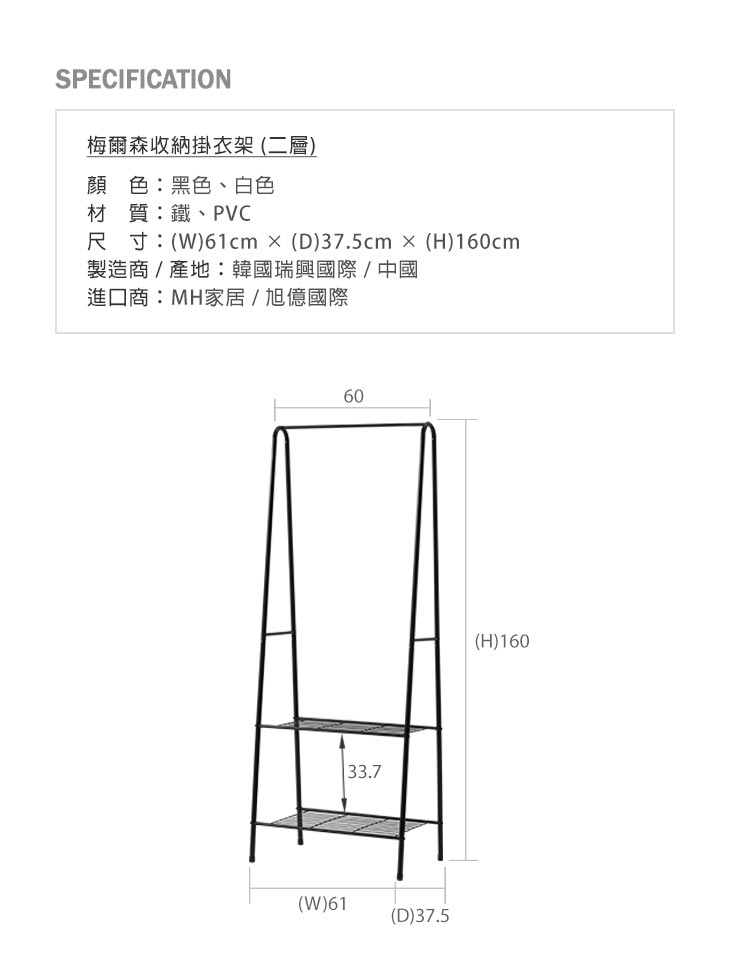 SPECIFICATION
梅爾森收納掛衣架 (二層)
顏　色：黑色、白色
材　質：鐵、PVC
尺　寸：(W)61cm × (D)37.5cm × (H)160cm
製造商 / 產地：韓國瑞興國際 / 中國
進口商：MH家居 / 旭億國際
60
(H)160
33.7
(W)61
(D)37.5